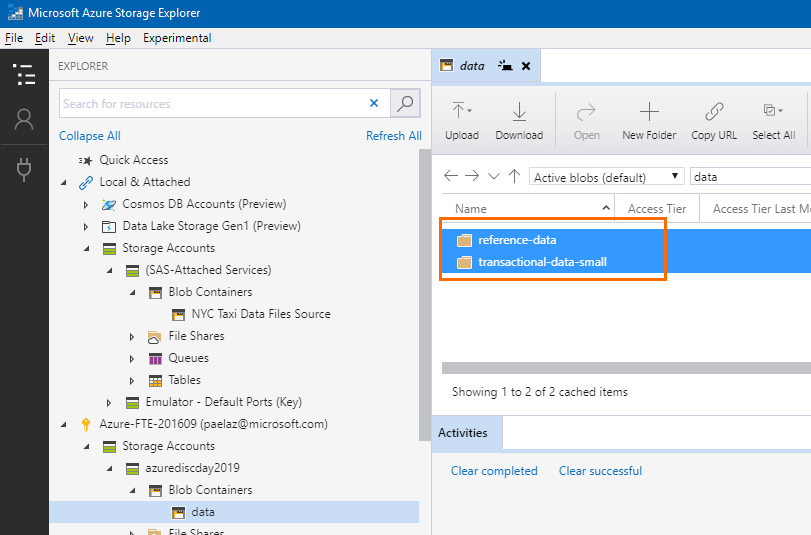 Microsoft Azure Storage Explorer
File Edit View Help Experimental
EXPLORER
Search for resources
Collapse All Refresh All
Quick Access
Local & Attached
Cosmos DB Accounts (Preview)
Data Lake Storage Gen1 (Preview)
Storage Accounts
(SAS-Attached Services)
Blob Containers
NYC Taxi Data Files Source
File Shares
Queues
Tables
Emulator - Default Ports (Key)
Azure-FTE-201609 (paelaz@microsoft.com)
Storage Accounts
azurediscday2019
Blob Containers
data
File Shares
data
Upload Download Open New Folder Copy URL Select All
Active blobs (default) data
Name Access Tier Access Tier Last Mo
reference-data
transactional-data-small
Showing 1 to 2 of 2 cached items
Activities
Clear completed Clear successful